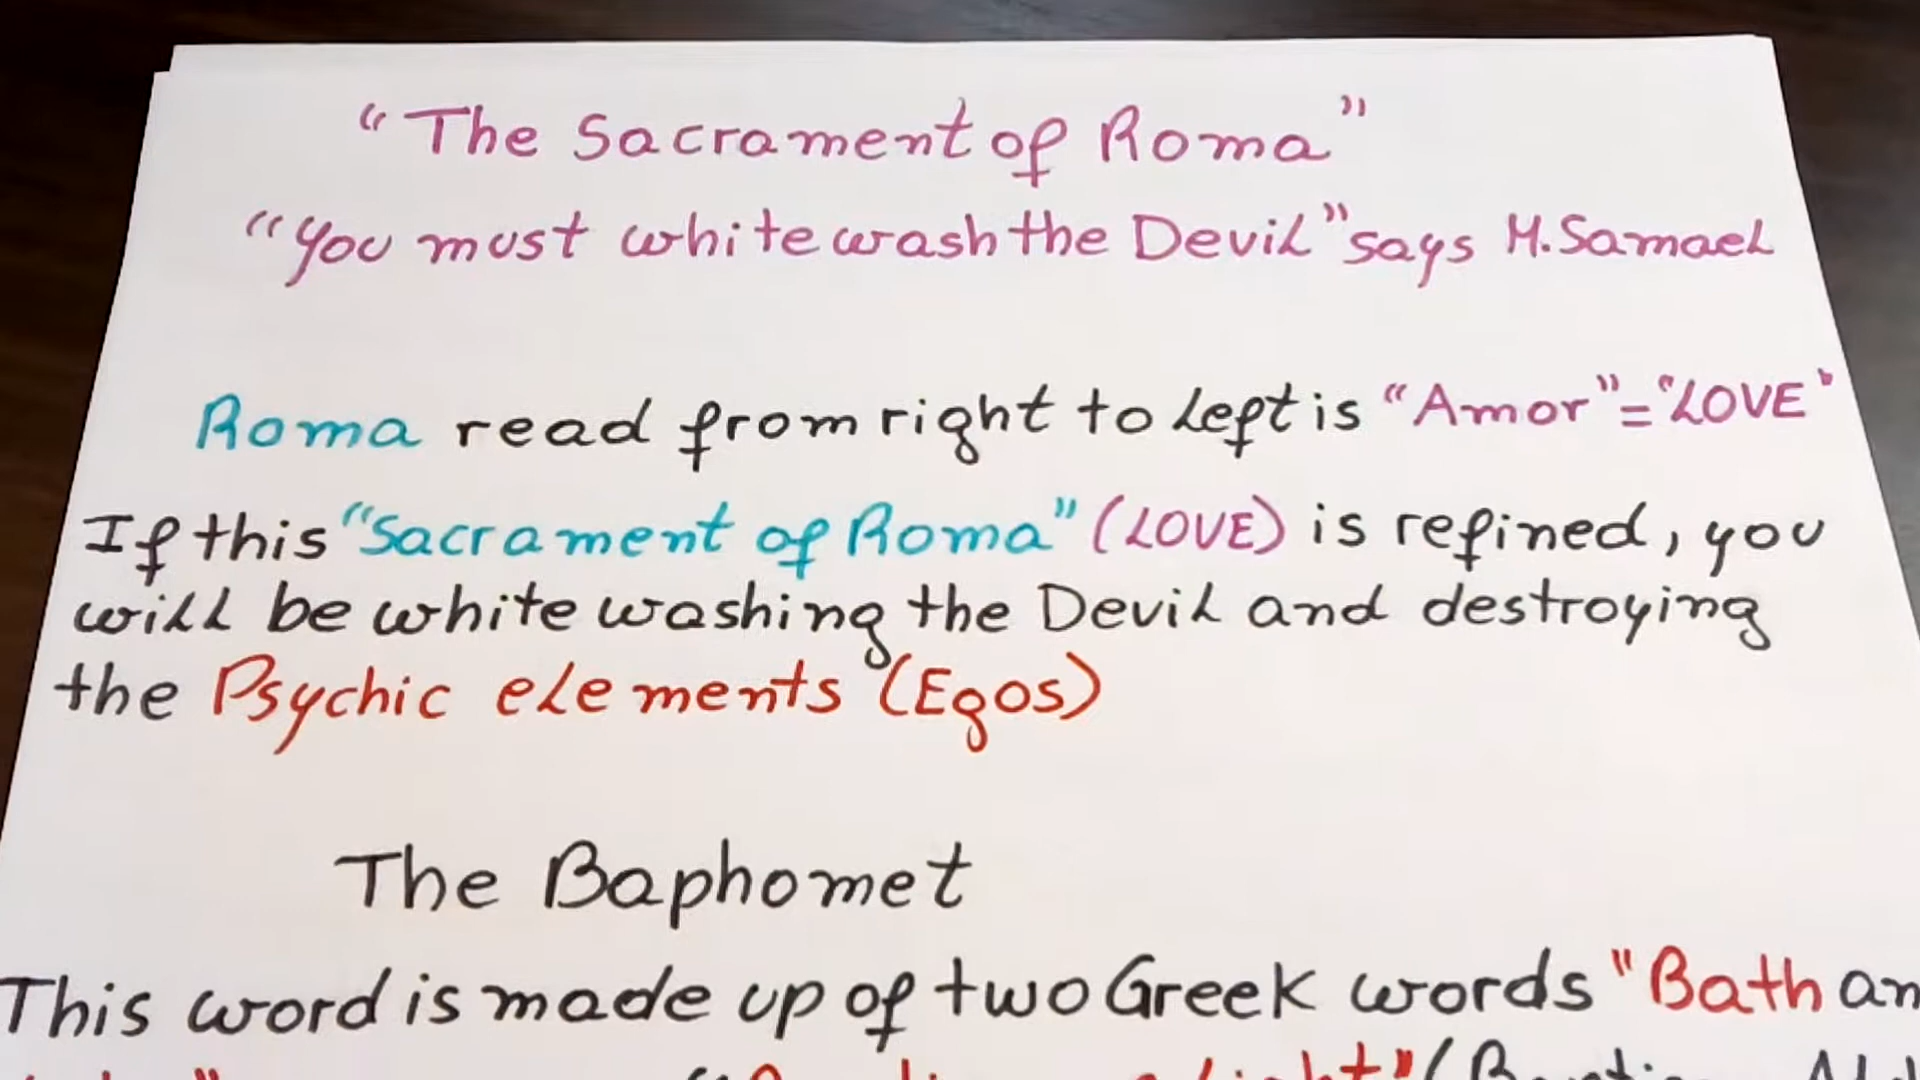 "The Sacrament of Roma"
"You must whitewash the Devil" says M. Samael
Roma read from right to left is "Amor" = "LOVE"
If this "Sacrament of Roma" (LOVE) is refined, you
will be whitewashing the Devil and destroying
the Psychic elements (Egos)
The Baphomet
This word is made up of two Greek words "Bath